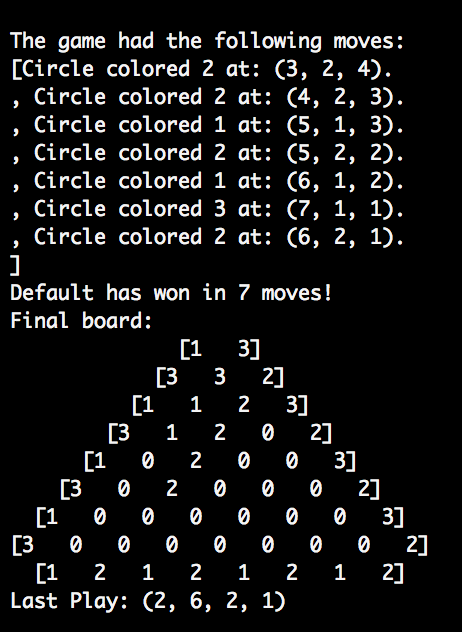 The game had the following moves:
[Circle colored 2 at: (3, 2, 4).
, Circle colored 2 at: (4, 2, 3).
, Circle colored 1 at: (5, 1, 3).
, Circle colored 2 at: (5, 2, 2).
, Circle colored 1 at: (6, 1, 2).
, Circle colored 3 at: (7, 1, 1).
, Circle colored 2 at: (6, 2, 1).
]
Default has won in 7 moves!
Final board:
[1 3]
[3 3 2]
[1 1 2 3]
[3 1 2 0 2]
[1 0 2 0 0 3]
[3 0 2 0 0 0 2]
[1 0 0 0 0 0 0 3]
[3 0 0 0 0 0 0 0 2]
[1 2 1 2 1 2 1 2]
Last Play: (2, 6, 2, 1)